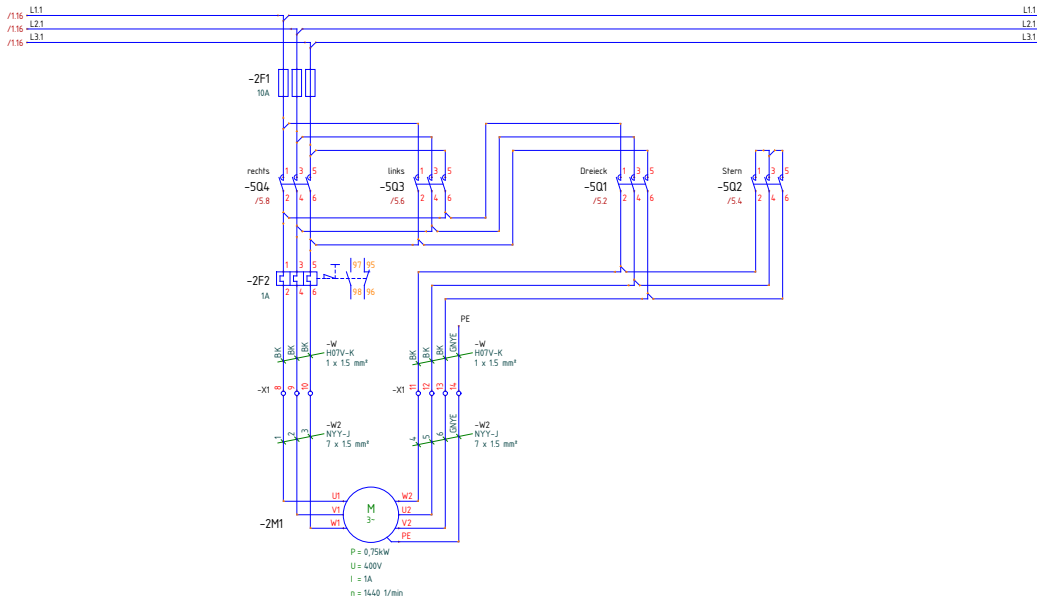 /1.16 L1.1 L1.1
/1.16 L2.1 L2.1
/1.16 L3.1 L3.1
-2F1
10A
rechts 1 3 5 links 1 3 5 Dreieck 1 3 5 Stern 1 3 5
-5Q4 -5Q3 -5Q1 -5Q2
/5.8 2 4 6 /5.6 2 4 6 /5.2 2 4 6 /5.4 2 4 6
1 3 5 97 95
-2F2
1A 2 4 6 98 96
PE
BK BK BK -W BK BK BK GNYE -W
H07V-K H07V-K
1 x 1.5 mm² 1 x 1.5 mm²
-X1 8 9 10 -X1 11 12 13 14
1 2 3 -W2 4 5 6 GNYE -W2
NYY-J NYY-J
7 x 1.5 mm² 7 x 1.5 mm²
U1 W2
V1 M U2
3~
-2M1 W1 V2
PE
P = 0,75kW
U = 400V
I = 1A
n = 1440 1/min